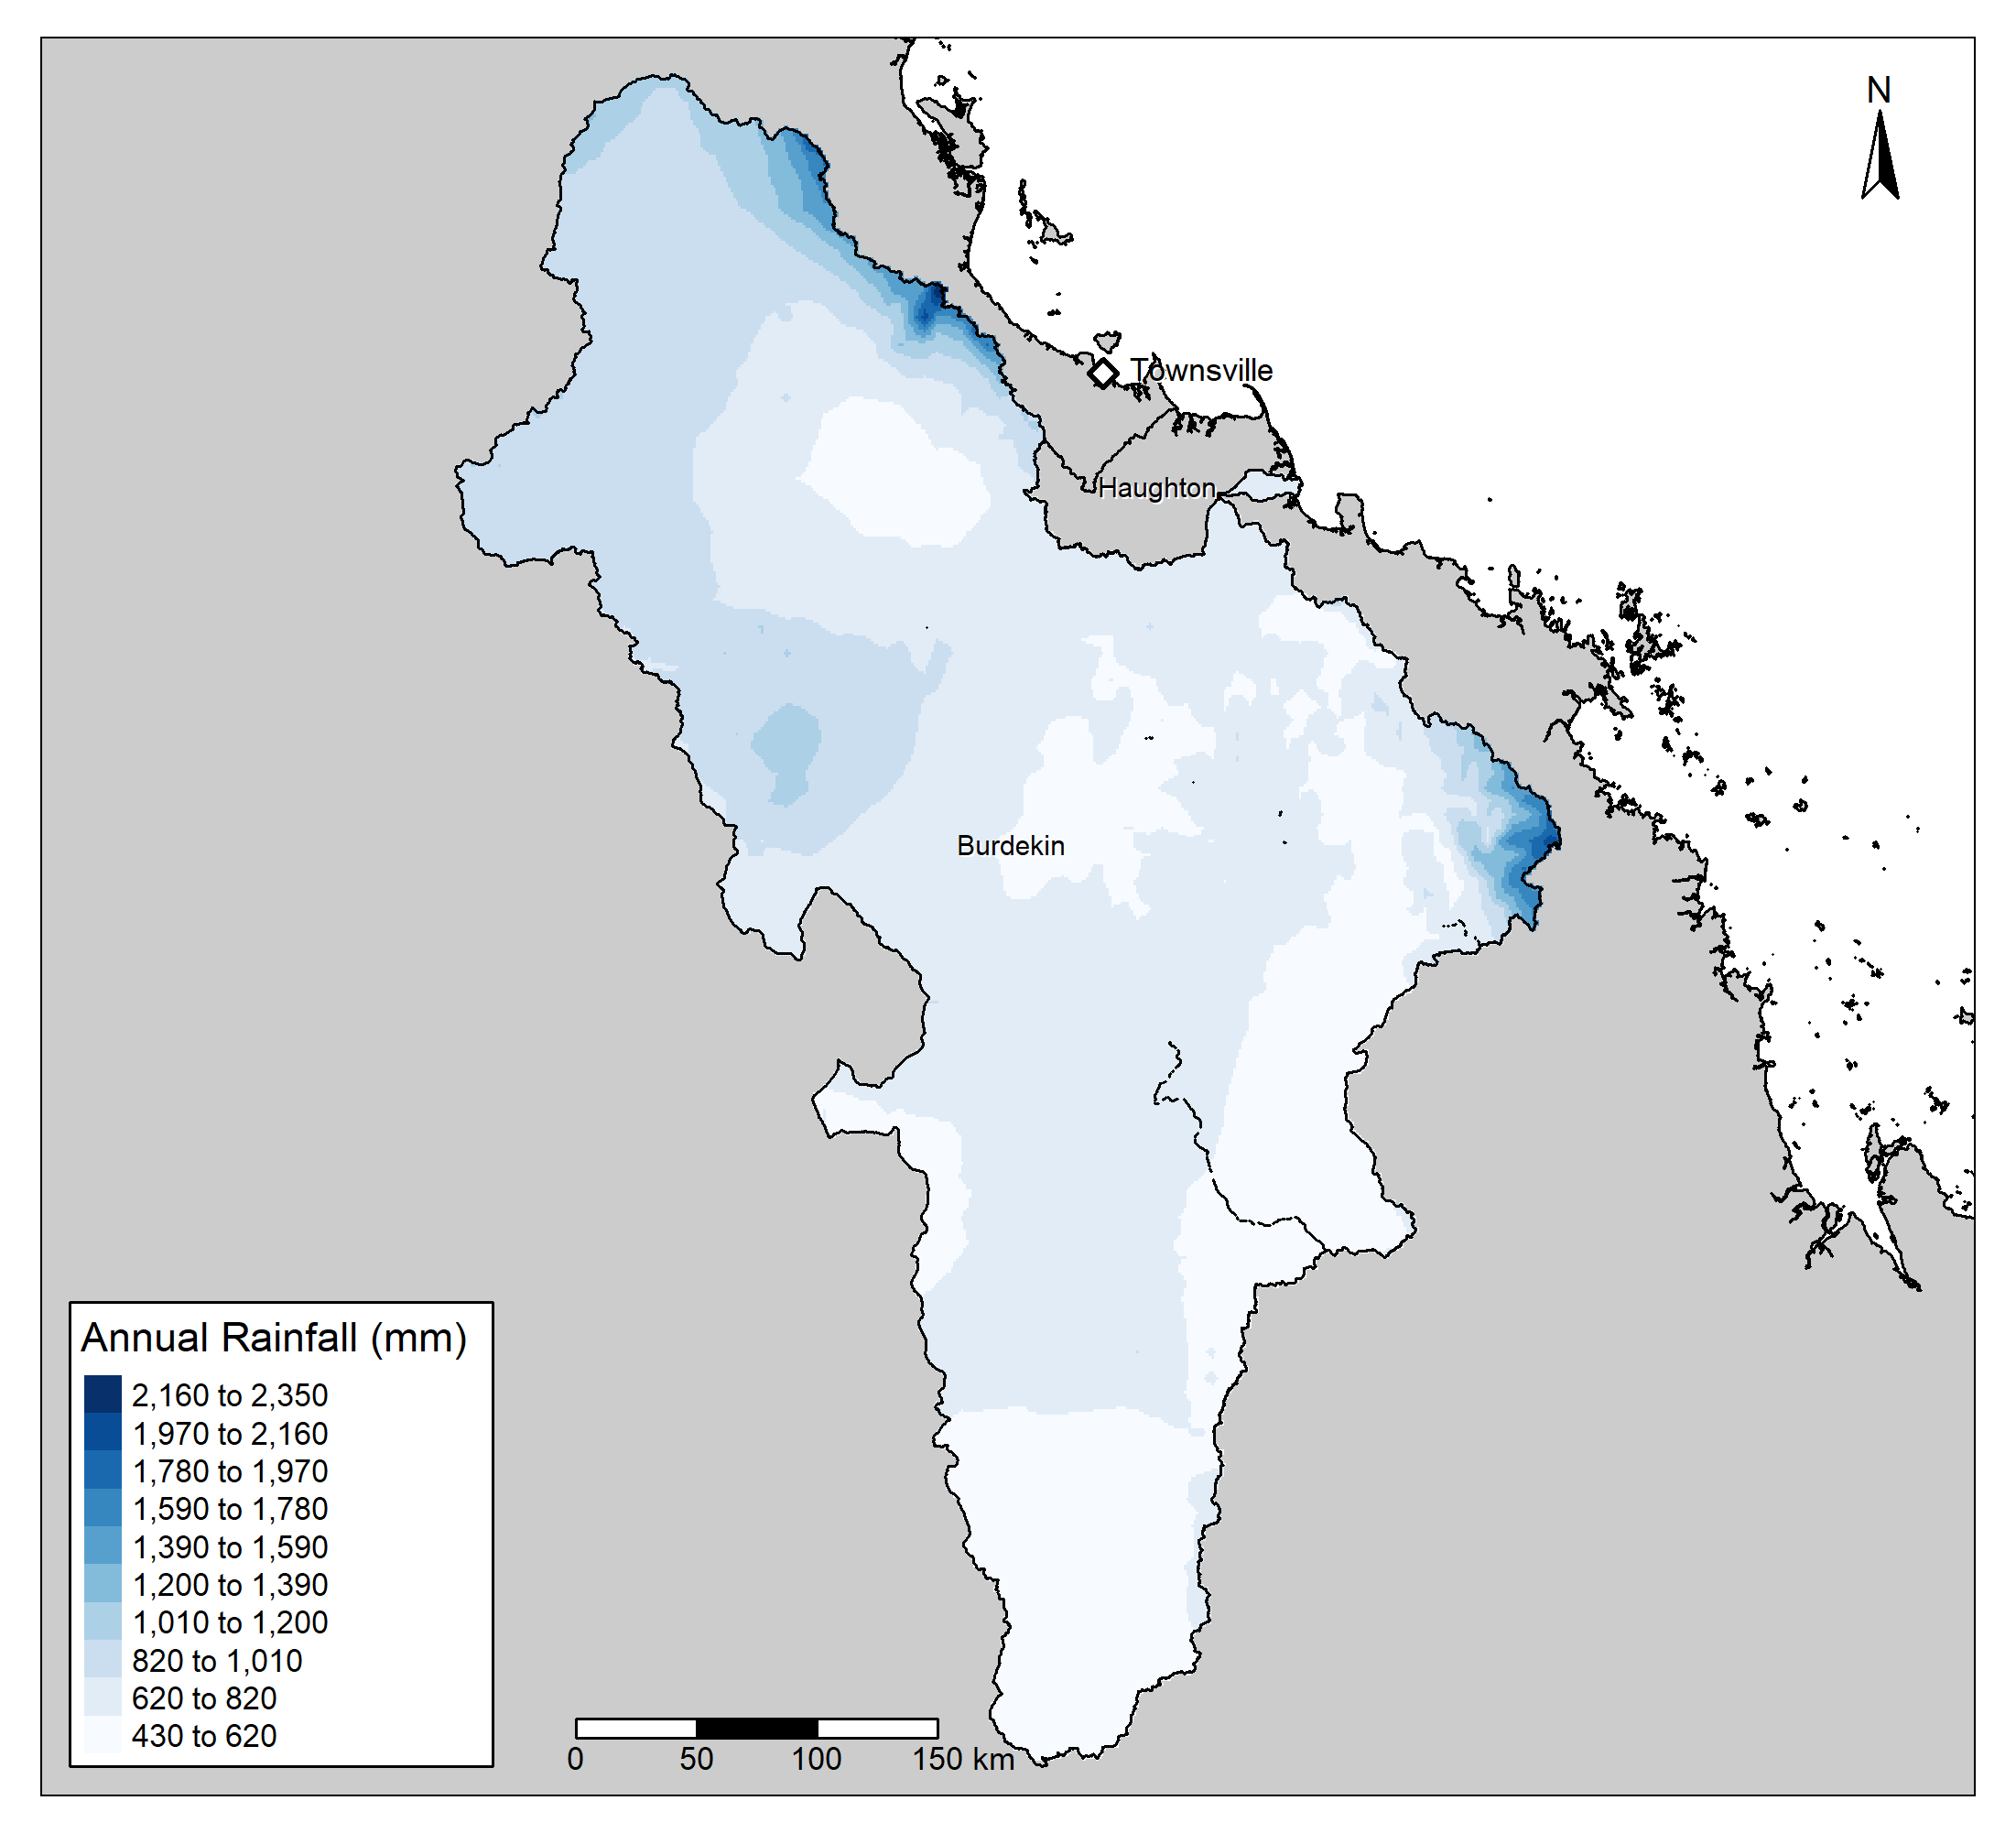 N
Townsville
Haughton
Burdekin
Annual Rainfall (mm)
2,160 to 2,350
1,970 to 2,160
1,780 to 1,970
1,590 to 1,780
1,390 to 1,590
1,200 to 1,390
1,010 to 1,200
820 to 1,010
620 to 820
430 to 620
0 50 100 150 km